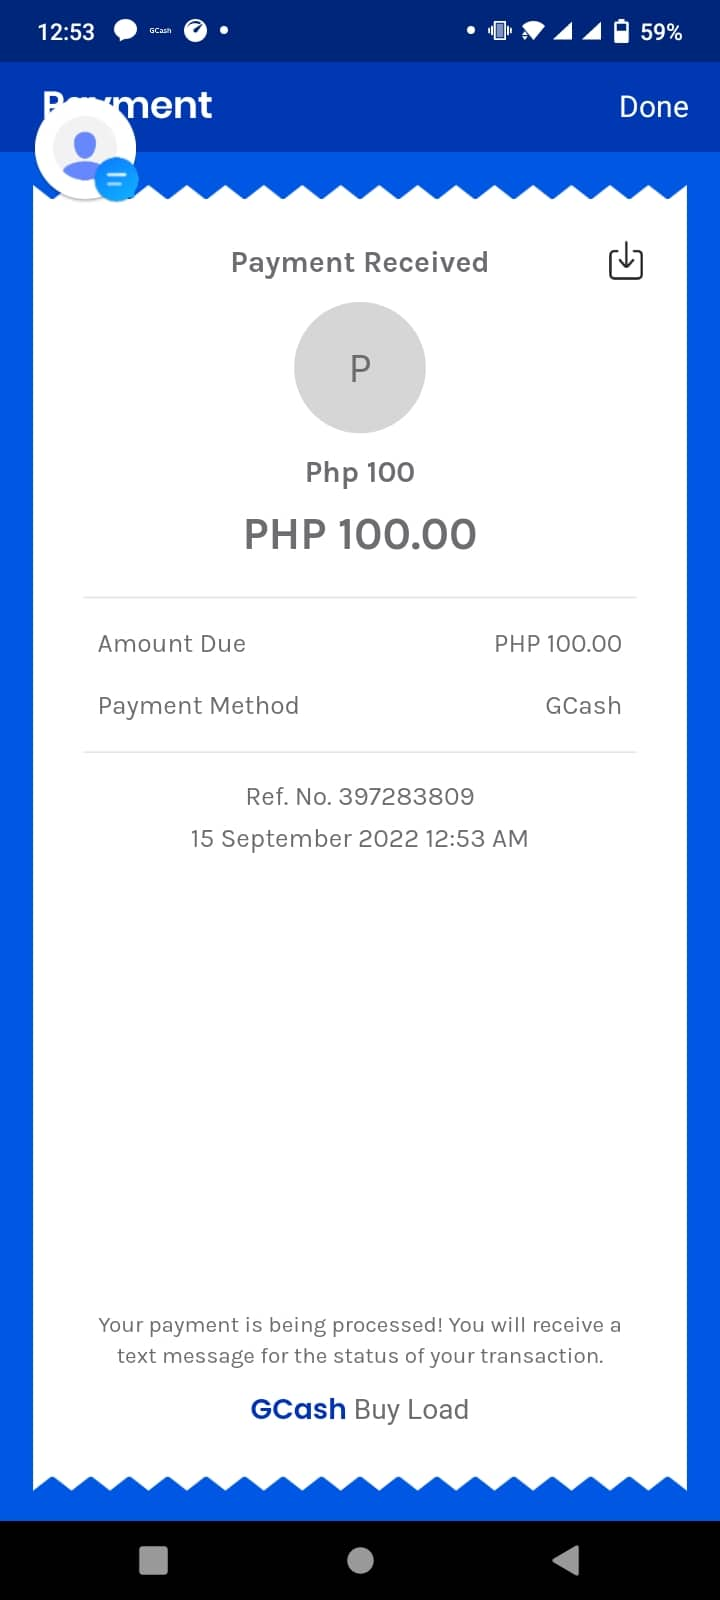 12:53 GCash 59%
Payment Done
Payment Received
P
Php 100
PHP 100.00
Amount Due PHP 100.00
Payment Method GCash
Ref. No. 397283809
15 September 2022 12:53 AM
Your payment is being processed! You will receive a
text message for the status of your transaction.
GCash Buy Load